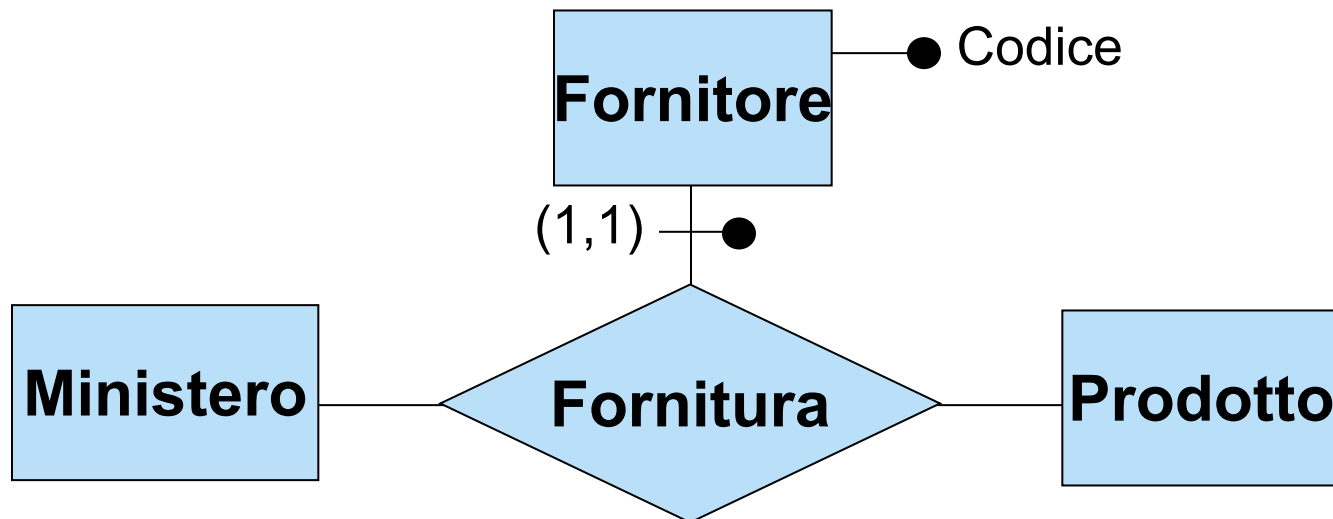 Codice
Fornitore
(1,1)
Ministero
Fornitura
Prodotto